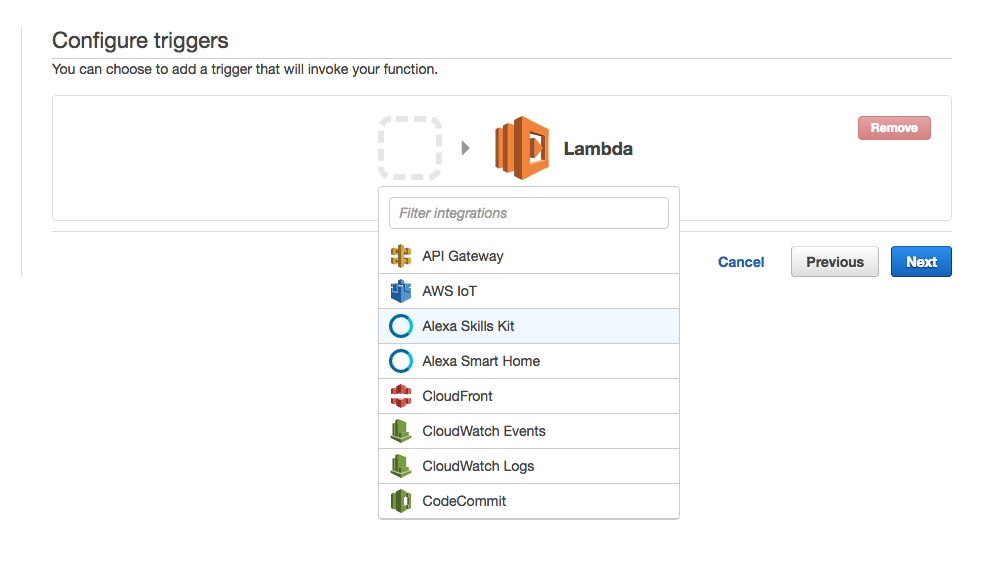 Configure triggers
You can choose to add a trigger that will invoke your function.
Remove
Lambda
Filter integrations
API Gateway
AWS IoT
Alexa Skills Kit
Alexa Smart Home
CloudFront
CloudWatch Events
CloudWatch Logs
CodeCommit
Cancel
Previous
Next